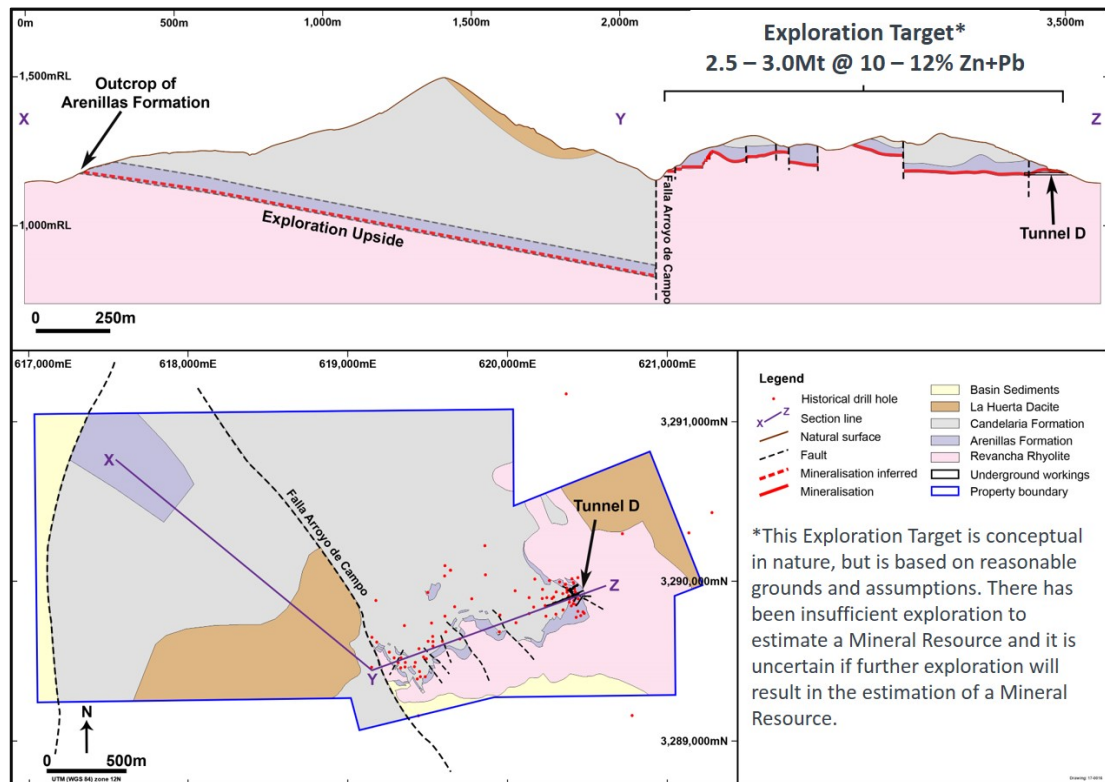 0m
500m
1,000m
1,500m
2,000m
3,500m
Exploration Target*
2.5 – 3.0Mt @ 10 – 12% Zn+Pb
1,500mRL
Outcrop of
Arenillas Formation
X
Y
Z
1,000mRL
Exploration Upside
Falla Arroyo de Campo
Tunnel D
0
250m
617,000mE
618,000mE
619,000mE
620,000mE
621,000mE
3,291,000mN
X
Falla Arroyo de Campo
Tunnel D
3,290,000mN
Z
Y
N
0
500m
3,289,000mN
UTM (WGS 84) zone 12N
Legend
Historical drill hole
X
Z
Section line
Natural surface
Fault
Mineralisation inferred
Mineralisation
Basin Sediments
La Huerta Dacite
Candelaria Formation
Arenillas Formation
Revancha Rhyolite
Underground workings
Property boundary
*This Exploration Target is conceptual
in nature, but is based on reasonable
grounds and assumptions. There has
been insufficient exploration to
estimate a Mineral Resource and it is
uncertain if further exploration will
result in the estimation of a Mineral
Resource.